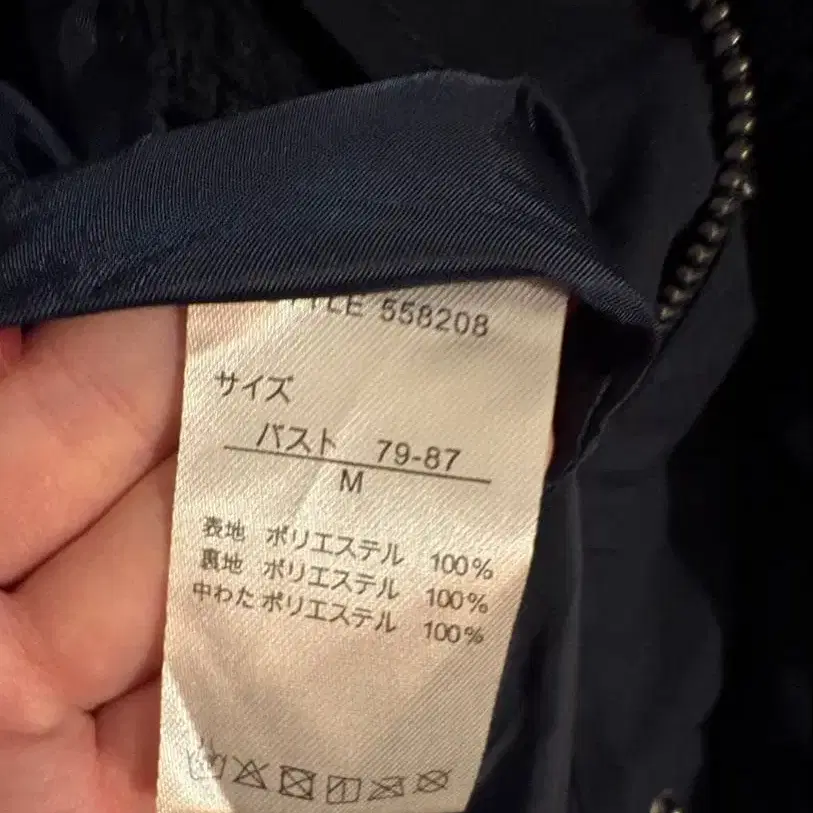 STYLE 558208
サイズ
バスト 79-87
M
表地 ポリエステル 100%
裏地 ポリエステル 100%
中わた ポリエステル 100%